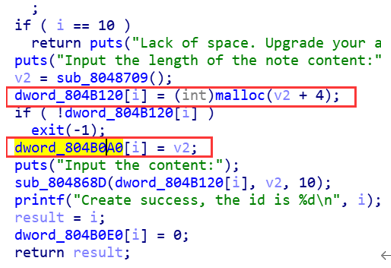 ;
if ( i == 10 )
return puts("Lack of space. Upgrade your a
puts("Input the length of the note content:"
v2 = sub_8048709();
dword_804B120[i] = (int)malloc(v2 + 4);
if ( !dword_804B120[i] )
exit(-1);
dword_804B0A0[i] = v2;
puts("Input the content:");
sub_804868D(dword_804B120[i], v2, 10);
printf("Create success, the id is %d\n", i);
result = i;
dword_804B0E0[i] = 0;
return result;